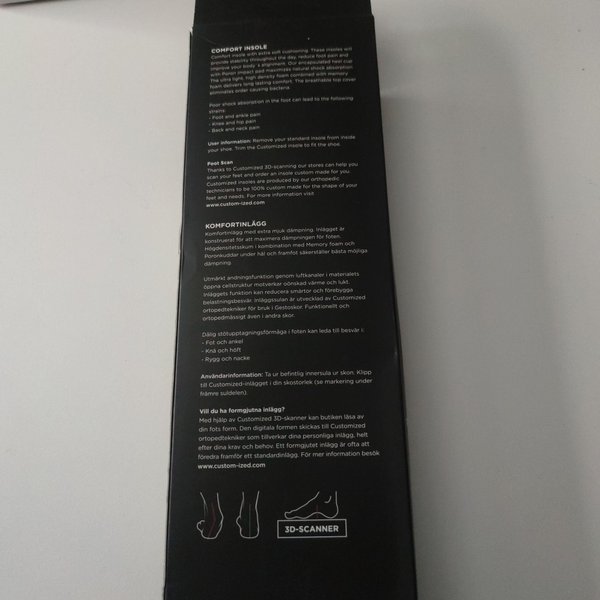 COMFORT INSOLE
Comfort insole with extra soft cushioning. These insoles will
provide stability throughout the day, reduce foot pain and
improve your body´s alignment. Our encapsulated heel cup
with Poron impact pad maximizes natural shock absorption
The ultra light, high density foam combined with memory
foam delivers long lasting comfort. The breathable top cover
eliminates order causing bacteria.
Poor shock absorption in the foot can lead to the following
strains:
- Foot and ankle pain
- Knee and hip pain
- Back and neck pain
User information: Remove your standard insole from inside
your shoe. Trim the Customized insole to fit the shoe.
Foot Scan
Thanks to Customized 3D-scanning our stores can help you
scan your feet and order an insole custom made for you.
Customized insoles are produced by our orthopedic
technicians to be 100% custom made for the shape of your
feet and needs. For more information visit
www.custom-ized.com
KOMFORTINLÄGG
Komfortinlägg med extra mjuk dämpning. Inlägget är
konstruerat för att maximera dämpningen för foten.
Högdensitetsskum i kombination med Memory foam och
Poronkuddar under häl och framfot säkerställer bästa möjliga
dämpning.
Utmärkt andningsfunktion genom luftkanaler i materialets
öppna cellstruktur motverkar oönskad värme och lukt.
Inläggets funktion kan reducera smärtor och förebygga
belastningsbesvär. Inläggssulan är utvecklad av Customized
ortopedtekniker för bruk i Gestoskor. Funktionellt och
ortopedmässigt även i andra skor.
Dålig stötupptagningsförmåga i foten kan leda till besvär i:
- Fot och ankel
- Knä och höft
- Rygg och nacke
Användarinformation: Ta ur befintlig innersula ur skon. Klipp
till Customized-inlägget i din skostorlek (se markering under
främre suldelen).
Vill du ha formgjutna inlägg?
Med hjälp av Customized 3D-skanner kan butiken läsa av
din fots form. Den digitala formen skickas till Customized
ortopedtekniker som tillverkar dina personliga inlägg, helt
efter dina krav och behov. Ett formgjutet inlägg är ofta att
föredra framför ett standardinlägg. För mer information besök
www.custom-ized.com
3D-SCANNER